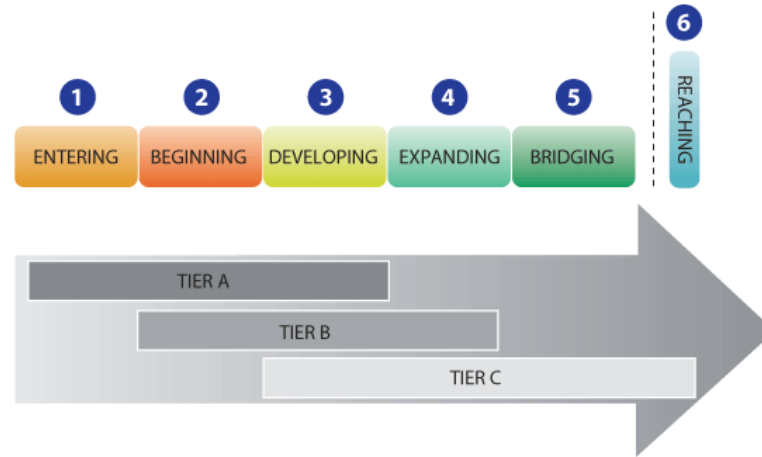 6
1 2 3 4 5
REACHING
ENTERING BEGINNING DEVELOPING EXPANDING BRIDGING
TIER A
TIER B
TIER C